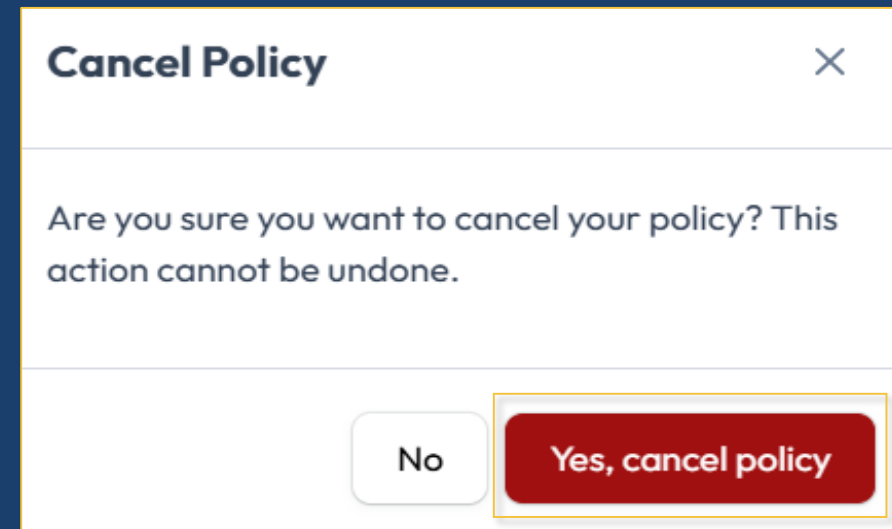 Cancel Policy
Are you sure you want to cancel your policy? This
action cannot be undone.
No
Yes, cancel policy